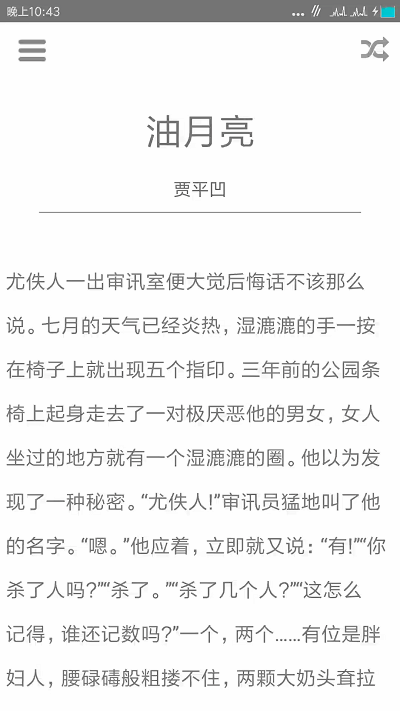 晚上10:43
油月亮
贾平凹
尤佚人一出审讯室便大觉后悔话不该那么
说。七月的天气已经炎热，湿漉漉的手一按
在椅子上就出现五个指印。三年前的公园条
椅上起身走去了一对极厌恶他的男女，女人
坐过的地方就有一个湿漉漉的圈。他以为发
现了一种秘密。“尤佚人!”审讯员猛地叫了他
的名字。“嗯。”他应着，立即就又说：“有!”“你
杀了人吗?”“杀了。”“杀了几个人?”“这怎么
记得，谁还记数吗?”一个，两个……有位是胖
妇人，腰碌碡般粗搂不住，两颗大奶头耷拉